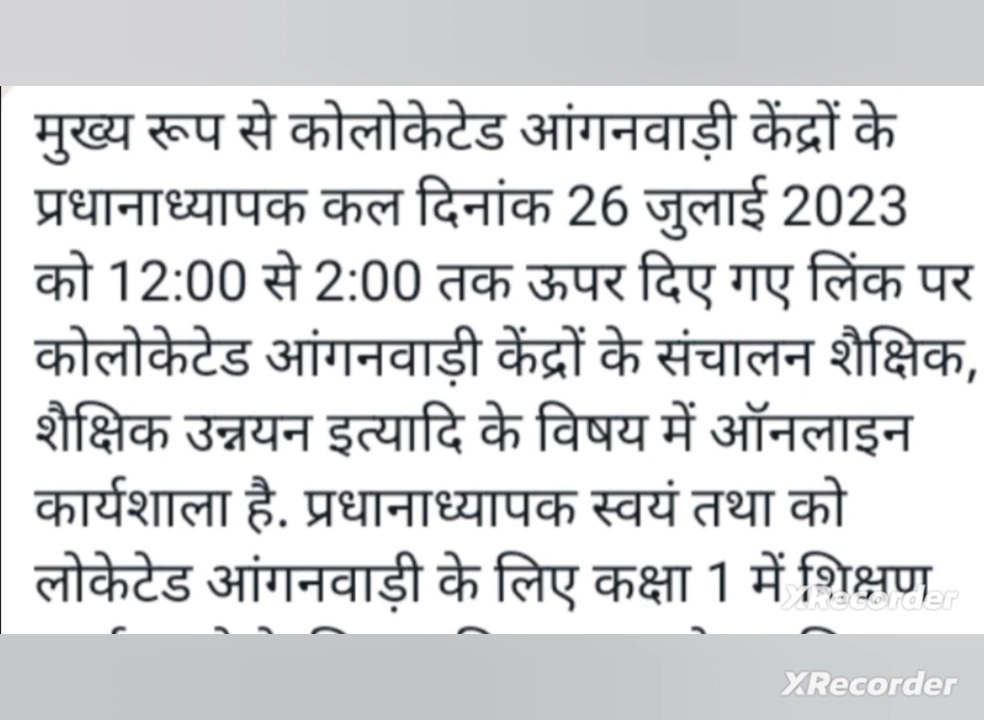 मुख्य रूप से कोलोकेटेड आंगनवाड़ी केंद्रों के
प्रधानाध्यापक कल दिनांक 26 जुलाई 2023
को 12:00 से 2:00 तक ऊपर दिए गए लिंक पर
कोलोकेटेड आंगनवाड़ी केंद्रों के संचालन शैक्षिक,
शैक्षिक उन्नयन इत्यादि के विषय में ऑनलाइन
कार्यशाला है. प्रधानाध्यापक स्वयं तथा को
लोकेटेड आंगनवाड़ी के लिए कक्षा 1 में शिक्षण
XRecorder
XRecorder